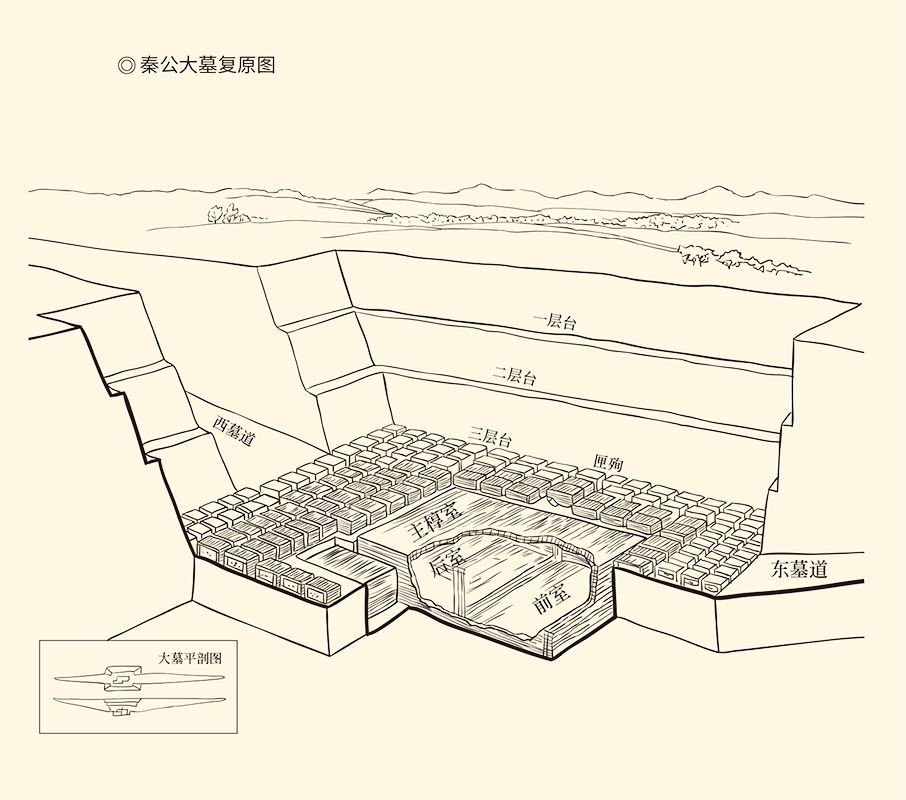 ◎ 秦公大墓复原图
一层台
二层台
西墓道
三层台
匣殉
主椁室
后室
前室
东墓道
大墓平剖图